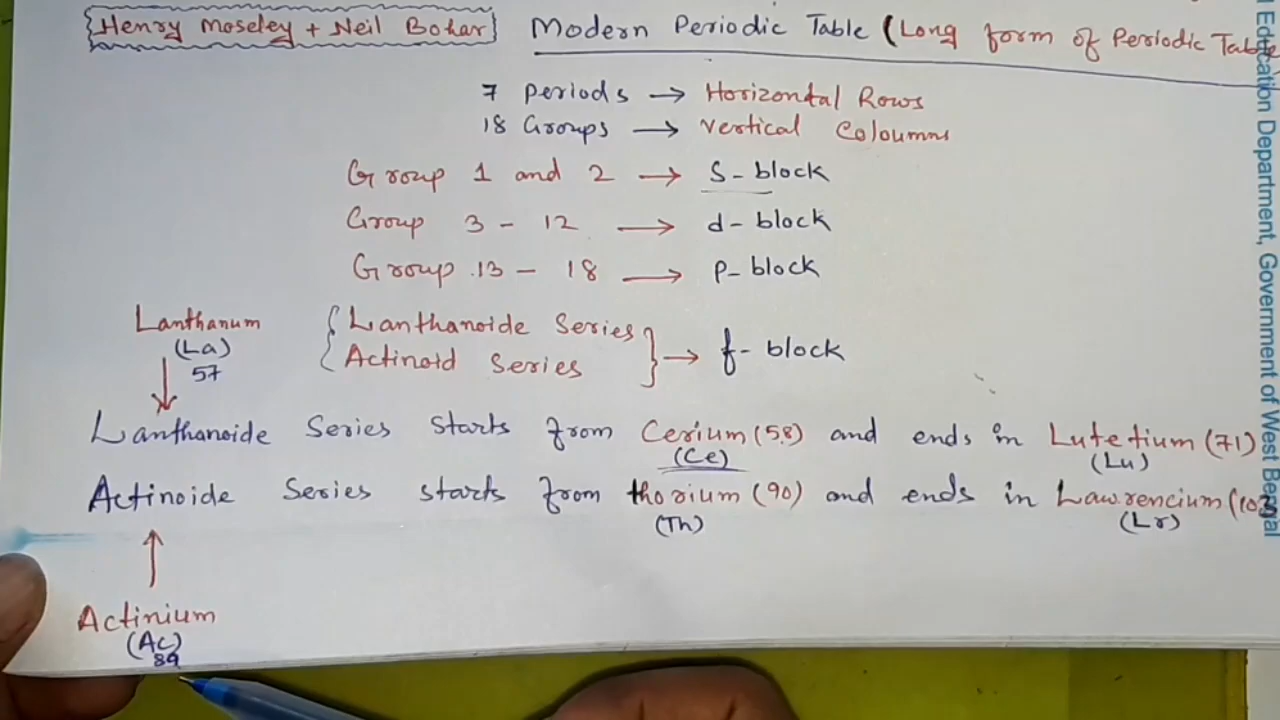 Henry Moseley + Neil Bohar
Modern Periodic Table (Long form of Periodic Table
7 Periods → Horizontal Rows
18 Groups → Vertical Coloumns
Group 1 and 2 → S-block
Group 3 - 12 → d-block
Group 13 - 18 → p-block
Lanthanum
(La)
57
Lanthanoide Series
Actinoid Series
→ f-block
Lanthanoide Series starts from Cerium(58) and ends in Lutetium(71)
(Ce)
(Lu)
Actinoide Series starts from thorium(90) and ends in Lawrencium(103
(Th)
(Lr)
Actinium
(Ac)
89
Education Department, Government of West Bengal